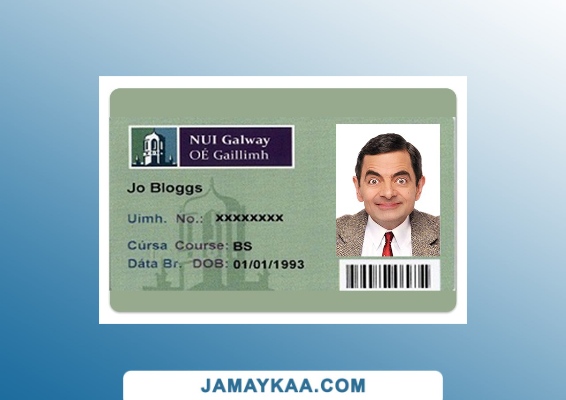 NUI Galway
OÉ Gaillimh
Jo Bloggs
Uimh. No.: xxxxxxxx
Cúrsa Course: BS
Dáta Br. DOB: 01/01/1993
JAMAYKAA.COM